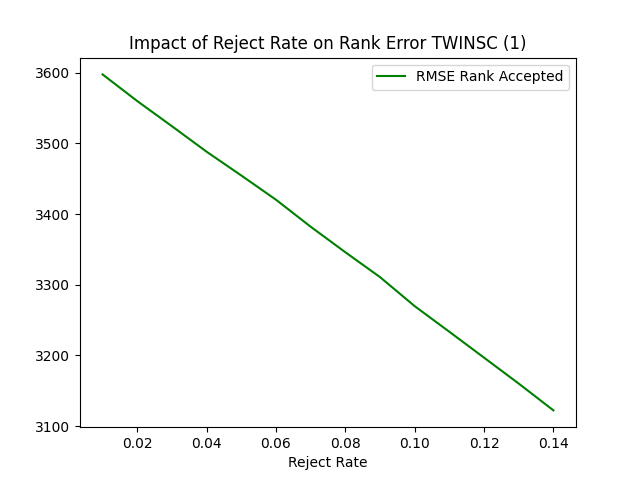 Impact of Reject Rate on Rank Error TWINSC (1)
RMSE Rank Accepted
3600
3500
3400
3300
3200
3100
0.02 0.04 0.06 0.08 0.10 0.12 0.14
Reject Rate